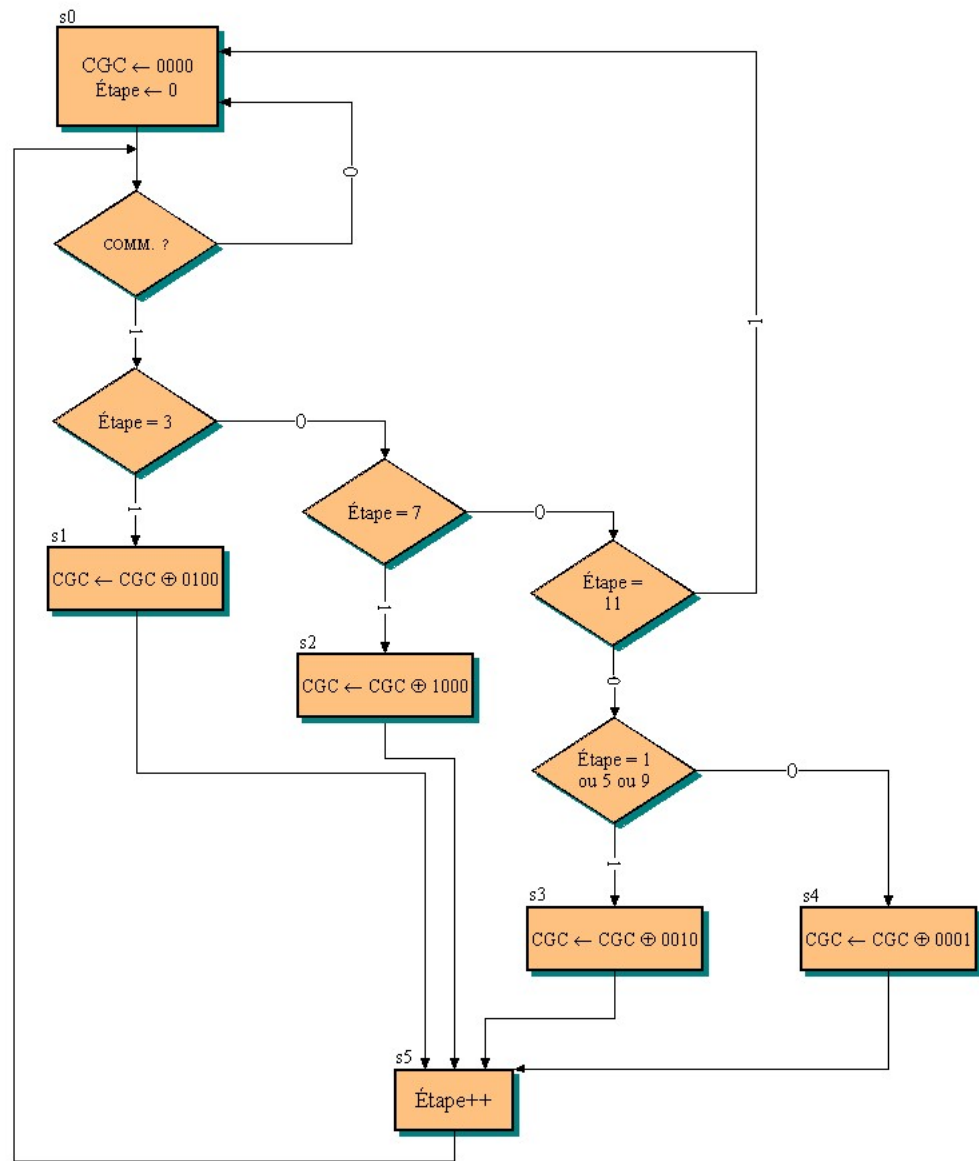 s0
CGC ← 0000
Étape ← 0
0
COMM. ?
1
1
Étape = 3
0
Étape = 7
0
1
s1
CGC ← CGC ⊕ 0100
Étape =
11
1
s2
CGC ← CGC ⊕ 1000
0
Étape = 1
ou 5 ou 9
0
1
s3
CGC ← CGC ⊕ 0010
s4
CGC ← CGC ⊕ 0001
s5
Étape++